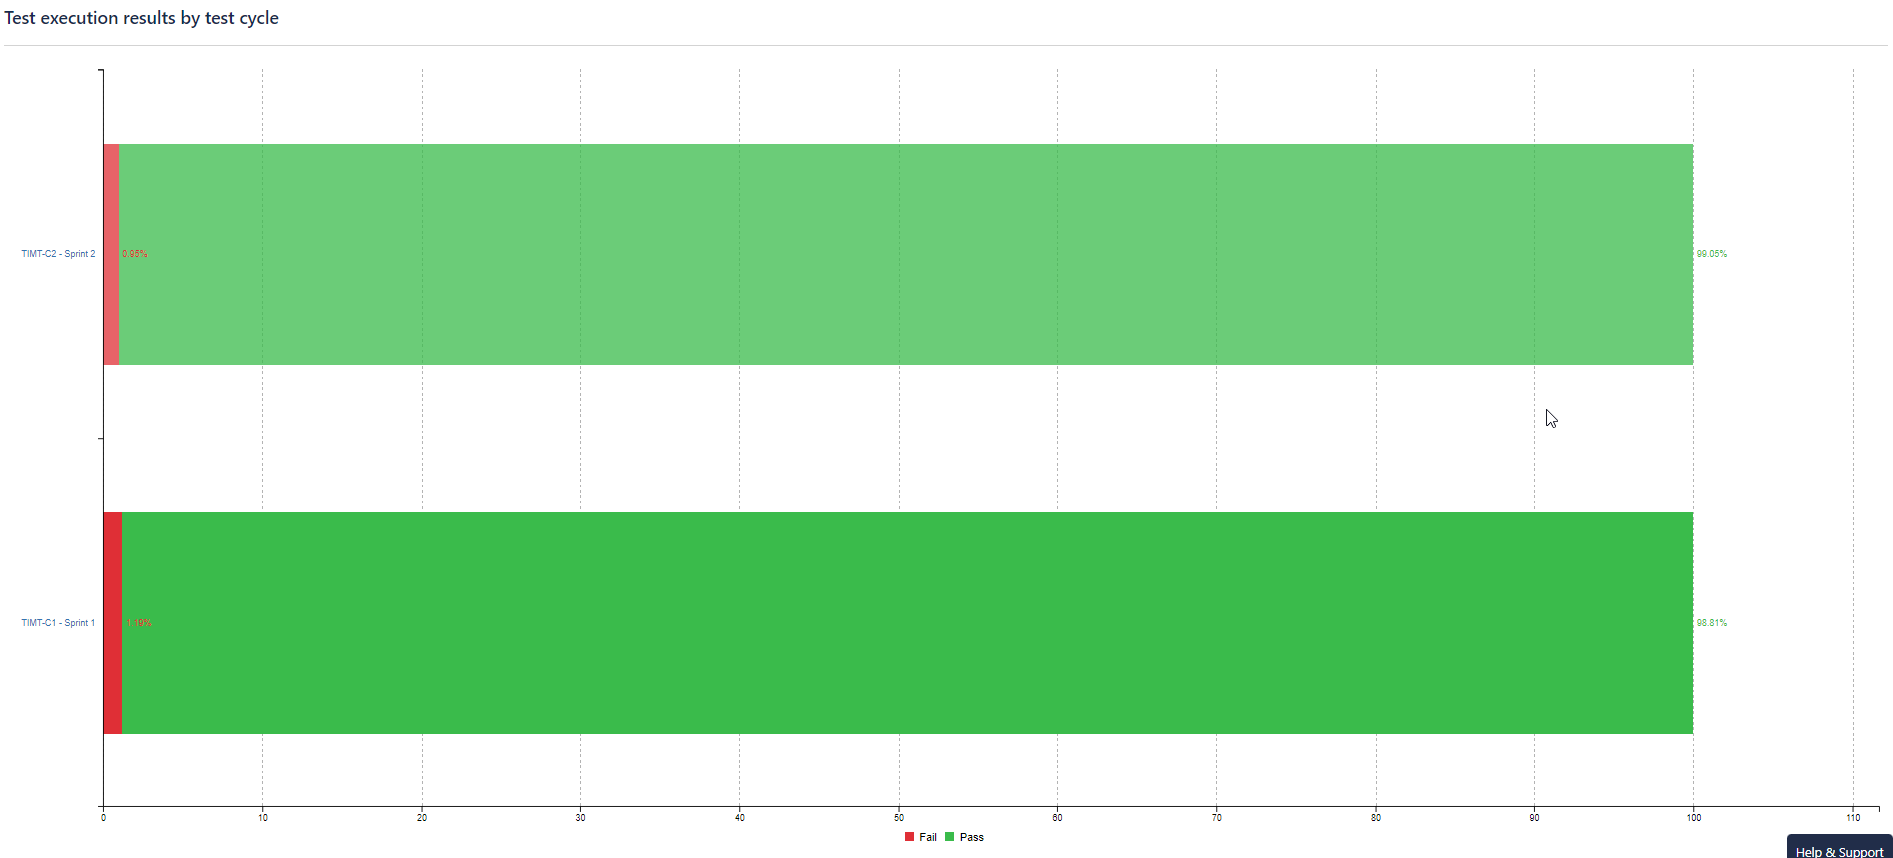 Test execution results by test cycle
TIMT-C2 - Sprint 2
0.95%
99.05%
TIMT-C1 - Sprint 1
1.19%
98.81%
0 10 20 30 40 50 60 70 80 90 100 110
Fail Pass
Help & Support